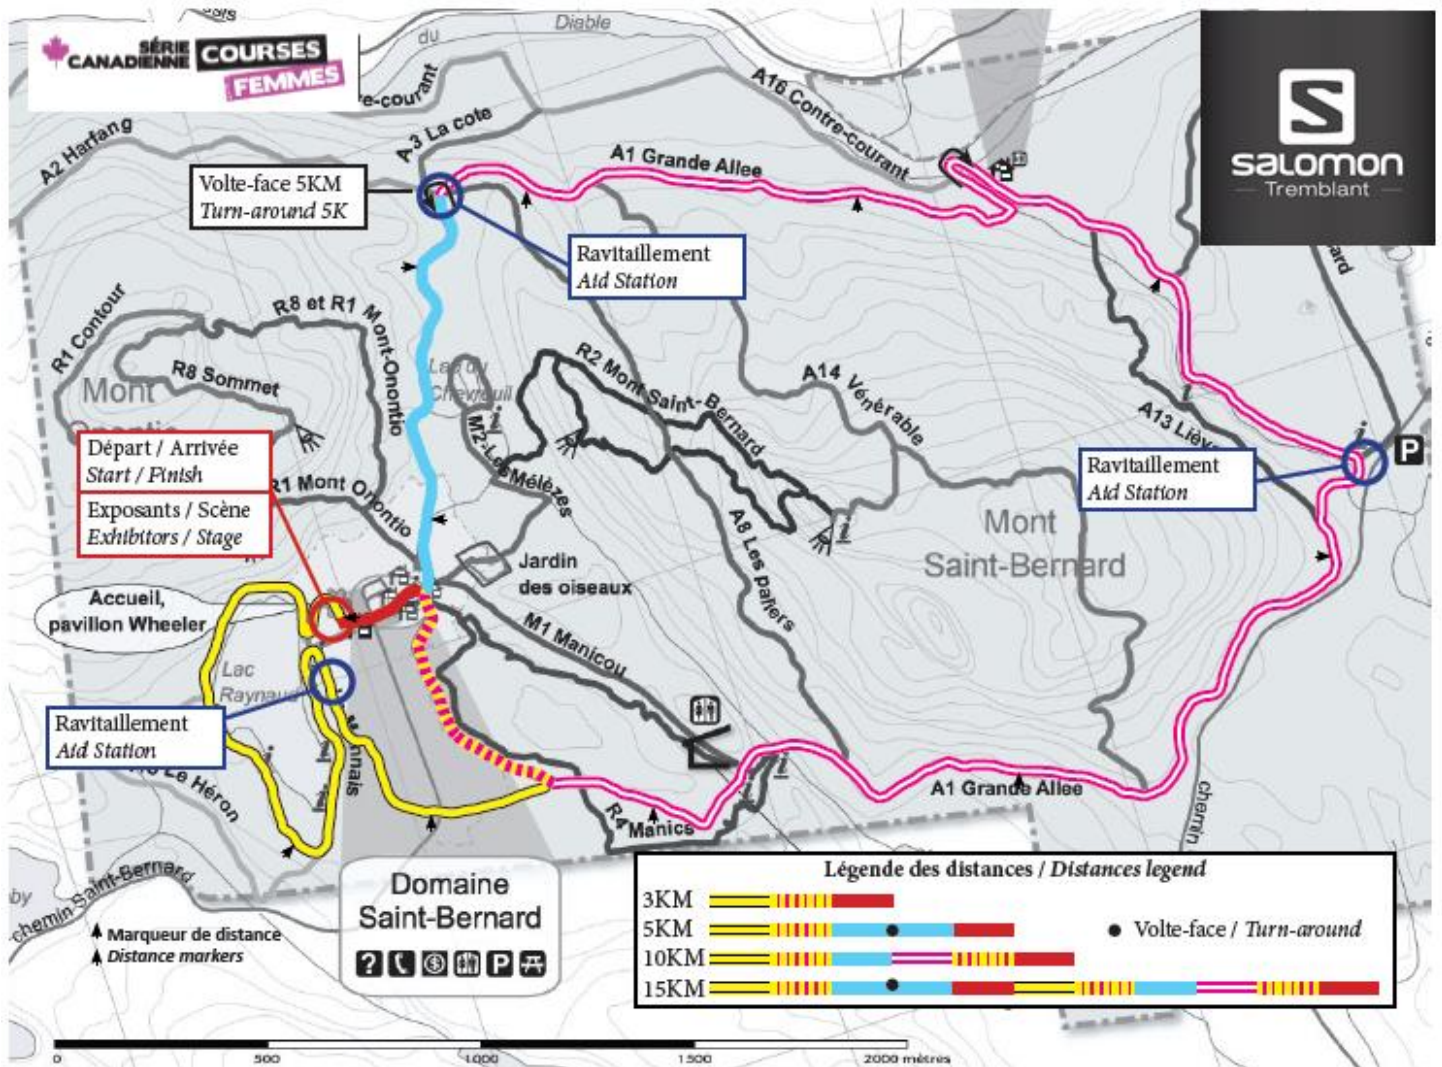 SÉRIE
CANADIENNE
COURSES
FEMMES
du
Diable
A2 Harfang
A3 La cote
A16 Contre-courant
A1 Grande Allee
S
SALOMON
Tremblant
Volte-face 5KM
Turn-around 5K
Ravitaillement
Aid Station
R1 Contour
R8 et R1 Mont-Onontio
R8 Sommet
Mont
R2 Mont Saint-Bernard
A14 Vénérable
M2-Les Mélèzes
Départ / Arrivée
Start / Finish
Exposants / Scène
Exhibitors / Stage
R1 Mont Onontio
Ravitaillement
Aid Station
P
Mont
Saint-Bernard
A8 Les paliers
Jardin
des oiseaux
Accueil,
pavillon Wheeler
M1 Manicou
Lac
Raynaud
Ravitaillement
Aid Station
Le Héron
R4 Manics
A1 Grande Allee
chemin
chemin Saint-Bernard
Domaine
Saint-Bernard
? P
Marqueur de distance
Distance markers
Légende des distances / Distances legend
3KM
5KM
10KM
15KM
Volte-face / Turn-around
0 500 1000 1500 2000 mètres